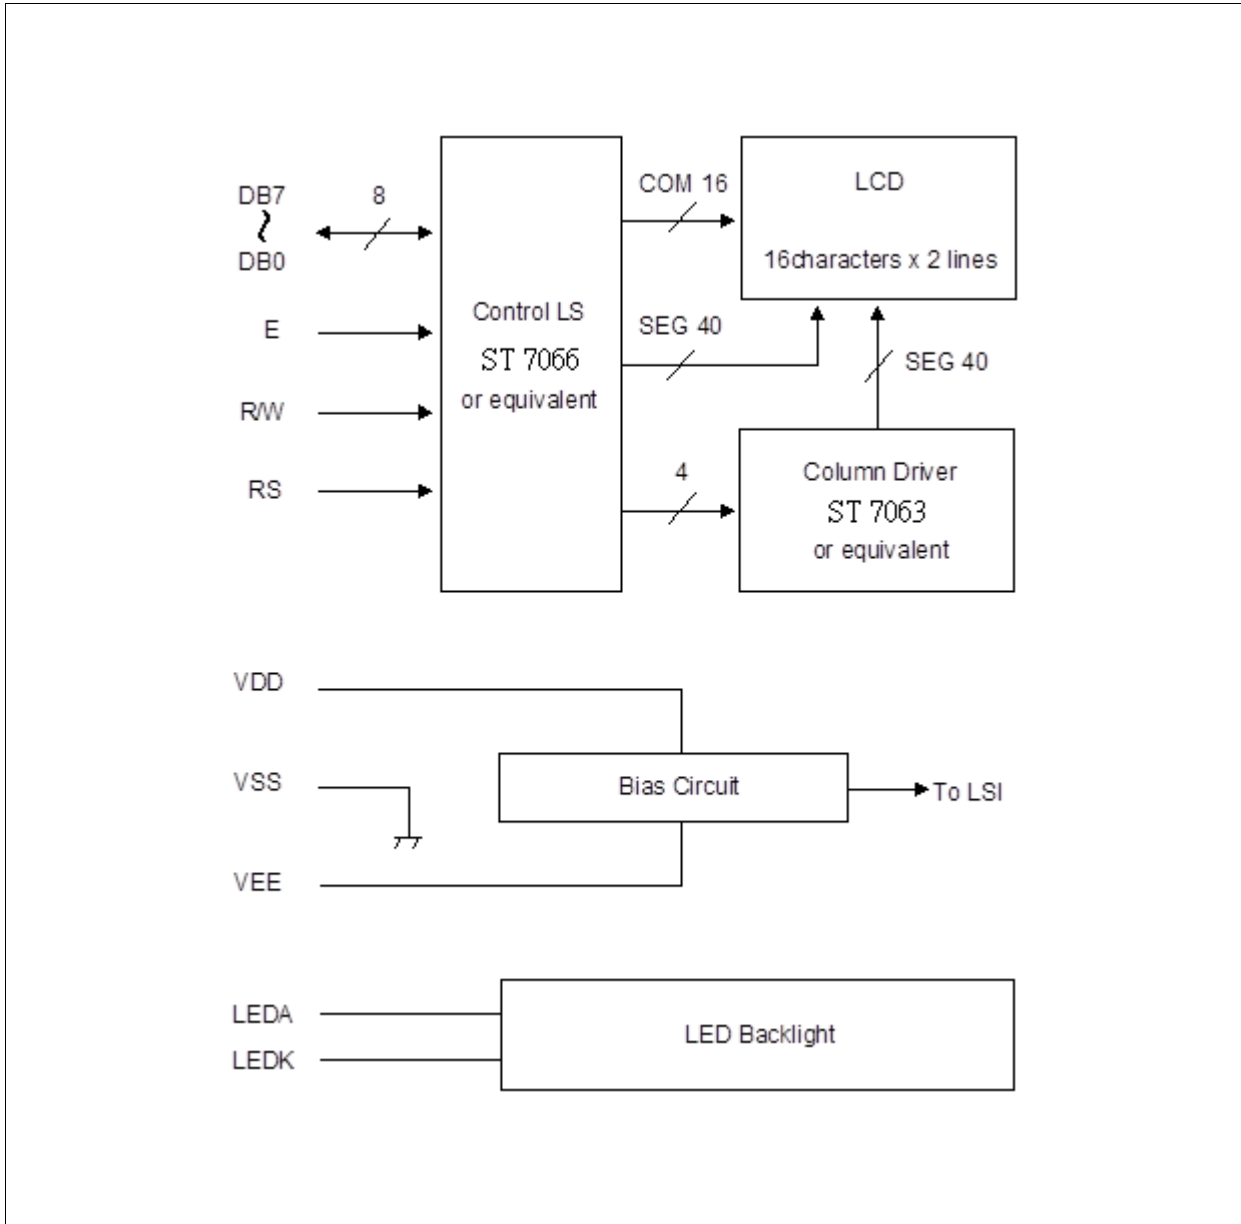 DB7
DB0
8
E
R/W
RS
Control LS
ST 7066
or equivalent
COM 16
SEG 40
4
LCD
16characters x 2 lines
SEG 40
Column Driver
ST 7063
or equivalent
VDD
VSS
VEE
Bias Circuit
To LSI
LEDA
LEDK
LED Backlight